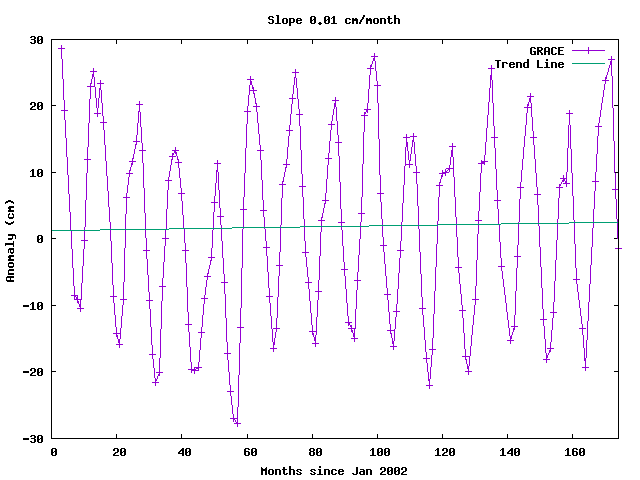 Slope 0.01 cm/month
GRACE
Trend Line
30
20
10
0
-10
-20
-30
Anomaly (cm)
0 20 40 60 80 100 120 140 160
Months since Jan 2002